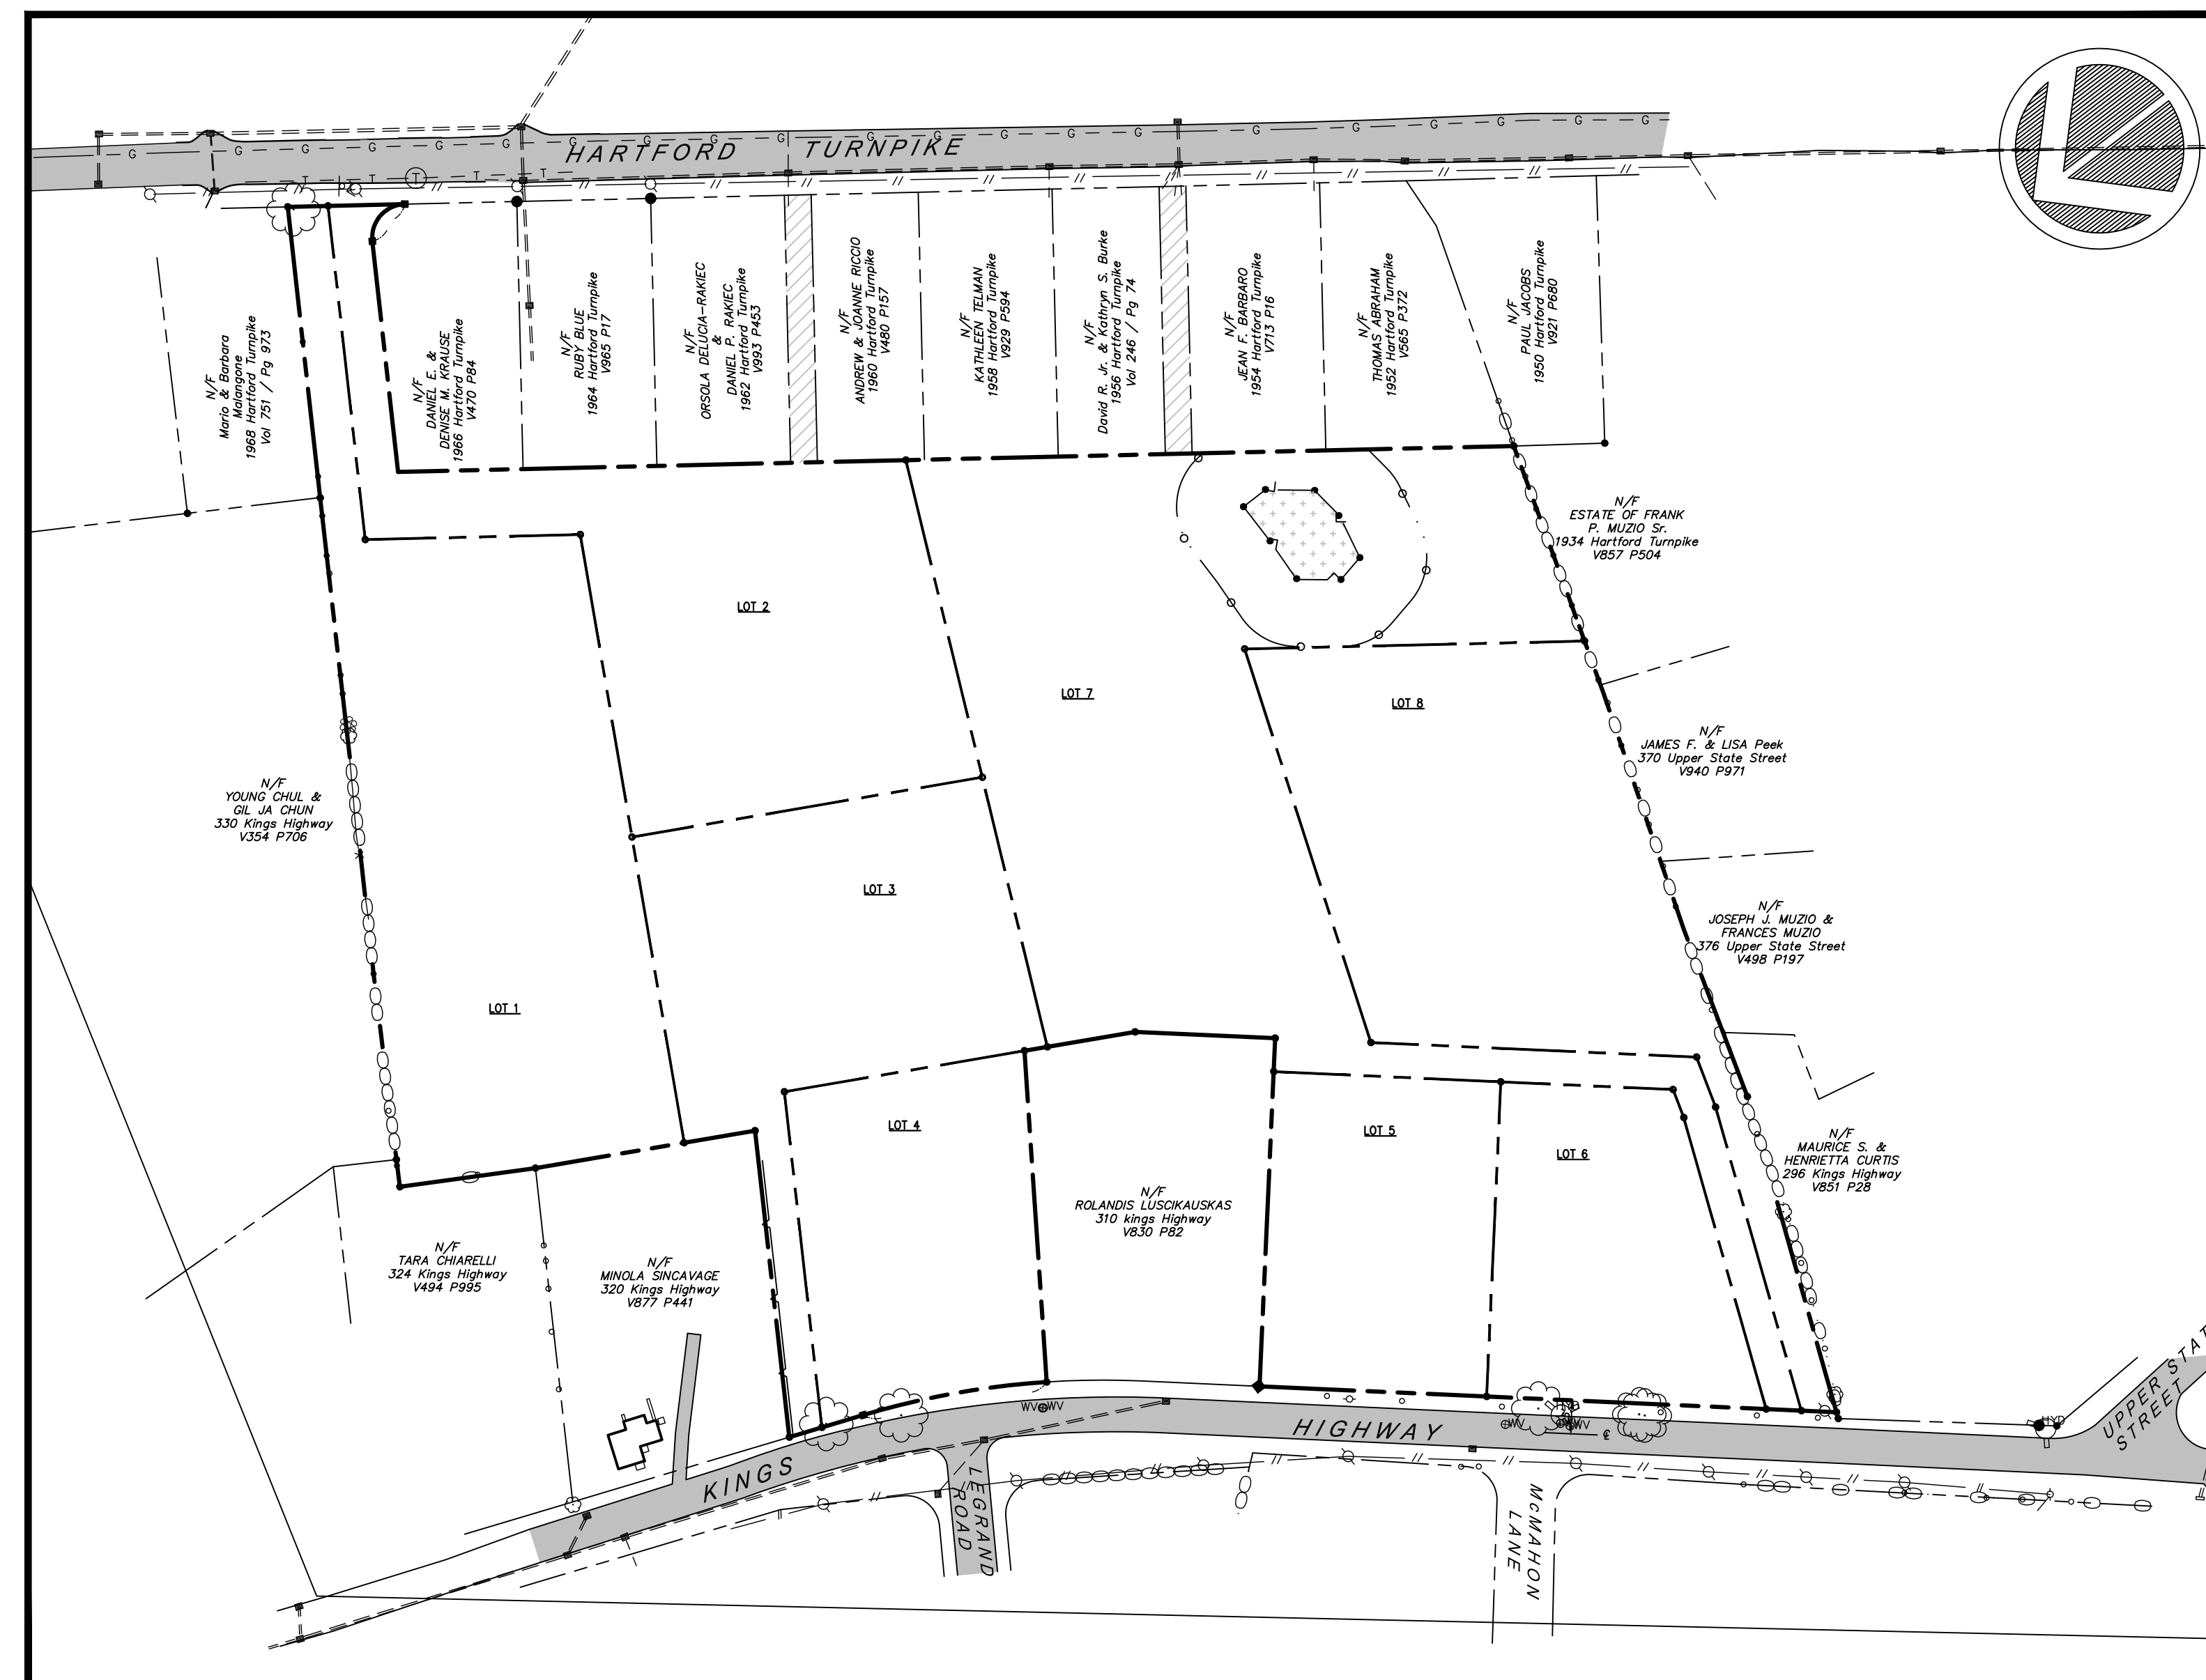 HARTFORD TURNPIKE
N/F
Mario & Barbara
Malangone
1968 Hartford Turnpike
Vol 751 / Pg 973
N/F
DANIEL E. &
DENISE M. KRAUSE
1966 Hartford Turnpike
V470 P84
N/F
RUBY BLUE
1964 Hartford Turnpike
V965 P17
N/F
ORSOLA DELUCIA-RAKIEC
&
DANIEL P. RAKIEC
1962 Hartford Turnpike
V993 P453
N/F
ANDREW & JOANNE RICCIO
1960 Hartford Turnpike
V480 P157
N/F
KATHLEEN TELMAN
1958 Hartford Turnpike
V929 P594
N/F
David R. Jr. & Kathryn S. Burke
1956 Hartford Turnpike
Vol 246 / Pg 74
N/F
JEAN F. BARBARO
1954 Hartford Turnpike
V713 P16
N/F
THOMAS ABRAHAM
1952 Hartford Turnpike
V565 P372
N/F
PAUL JACOBS
1950 Hartford Turnpike
V921 P680
N/F
ESTATE OF FRANK
P. MUZIO Sr.
1934 Hartford Turnpike
V857 P504
LOT 2
LOT 7
LOT 8
N/F
JAMES F. & LISA Peek
370 Upper State Street
V940 P971
N/F
YOUNG CHUL &
GIL JA CHUN
330 Kings Highway
V354 P706
LOT 3
N/F
JOSEPH J. MUZIO &
FRANCES MUZIO
376 Upper State Street
V498 P197
LOT 1
LOT 4
LOT 5
LOT 6
N/F
MAURICE S. &
HENRIETTA CURTIS
296 Kings Highway
V851 P28
N/F
ROLANDIS LUSCIKAUSKAS
310 kings Highway
V830 P82
N/F
TARA CHIARELLI
324 Kings Highway
V494 P995
N/F
MINOLA SINCAVAGE
320 Kings Highway
V877 P441
KINGS HIGHWAY
UPPER STAT
STREET
LEGRAND
ROAD
McMAHON
LANE